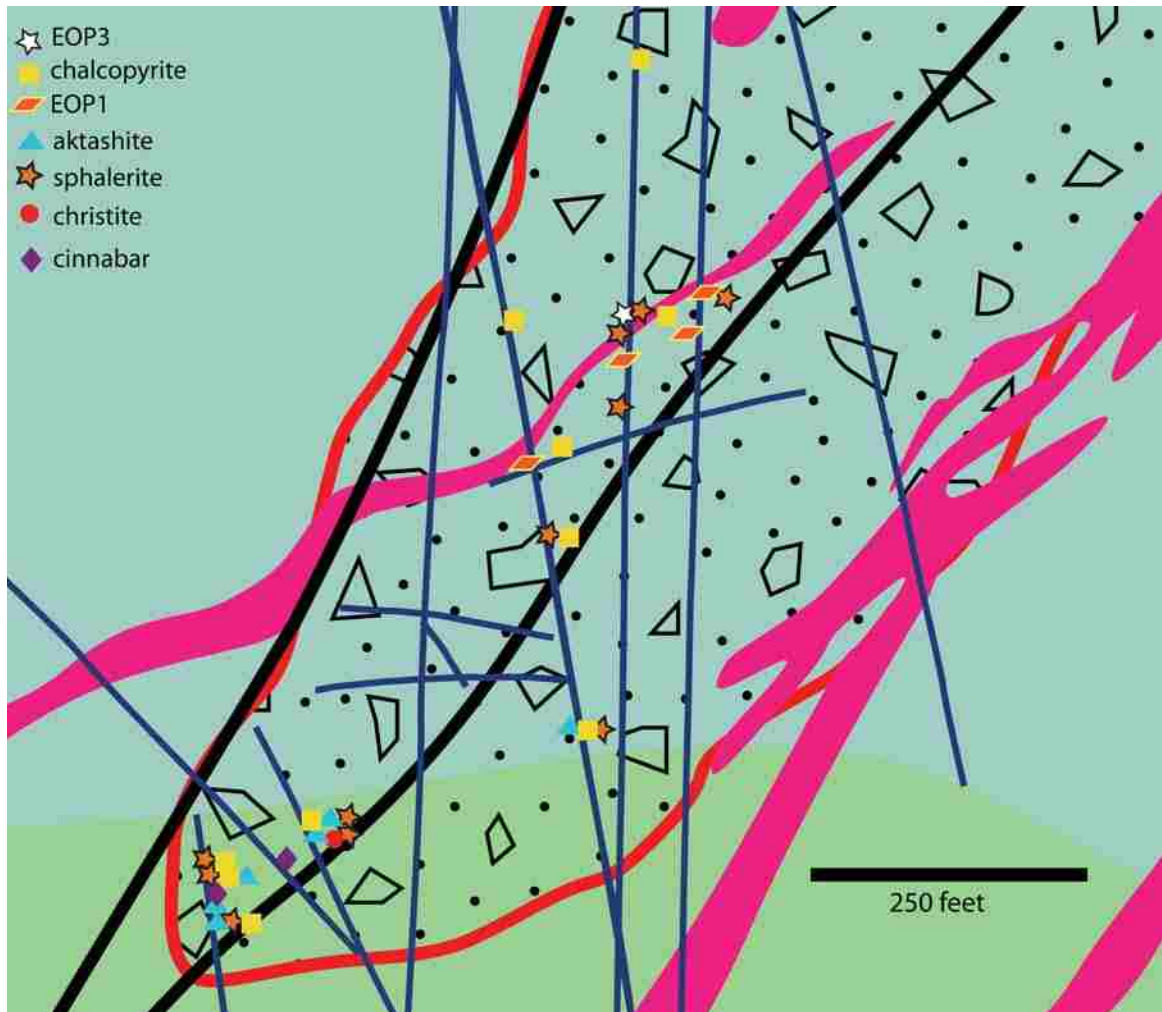 EOP3
chalcopyrite
EOP1
aktashite
sphalerite
christite
cinnabar
250 feet